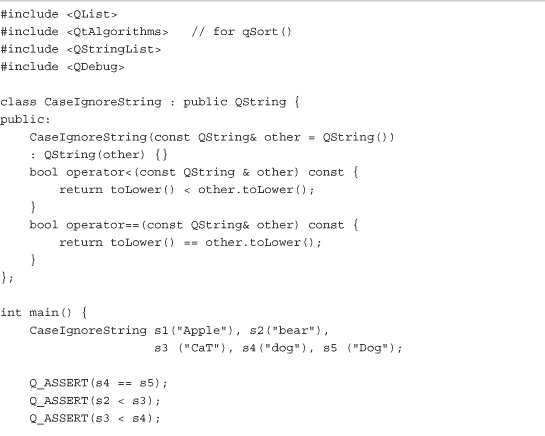 #include <QList>
#include <QtAlgorithms>   // for qSort()
#include <QStringList>
#include <QDebug>

class CaseIgnoreString : public QString {
public:
    CaseIgnoreString(const QString& other = QString())
    : QString(other) {}
    bool operator<(const QString & other) const {
        return toLower() < other.toLower();
    }
    bool operator==(const QString& other) const {
        return toLower() == other.toLower();
    }
};

int main() {
    CaseIgnoreString s1("Apple"), s2("bear"),
                     s3 ("CaT"), s4("dog"), s5 ("Dog");

    Q_ASSERT(s4 == s5);
    Q_ASSERT(s2 < s3);
    Q_ASSERT(s3 < s4);